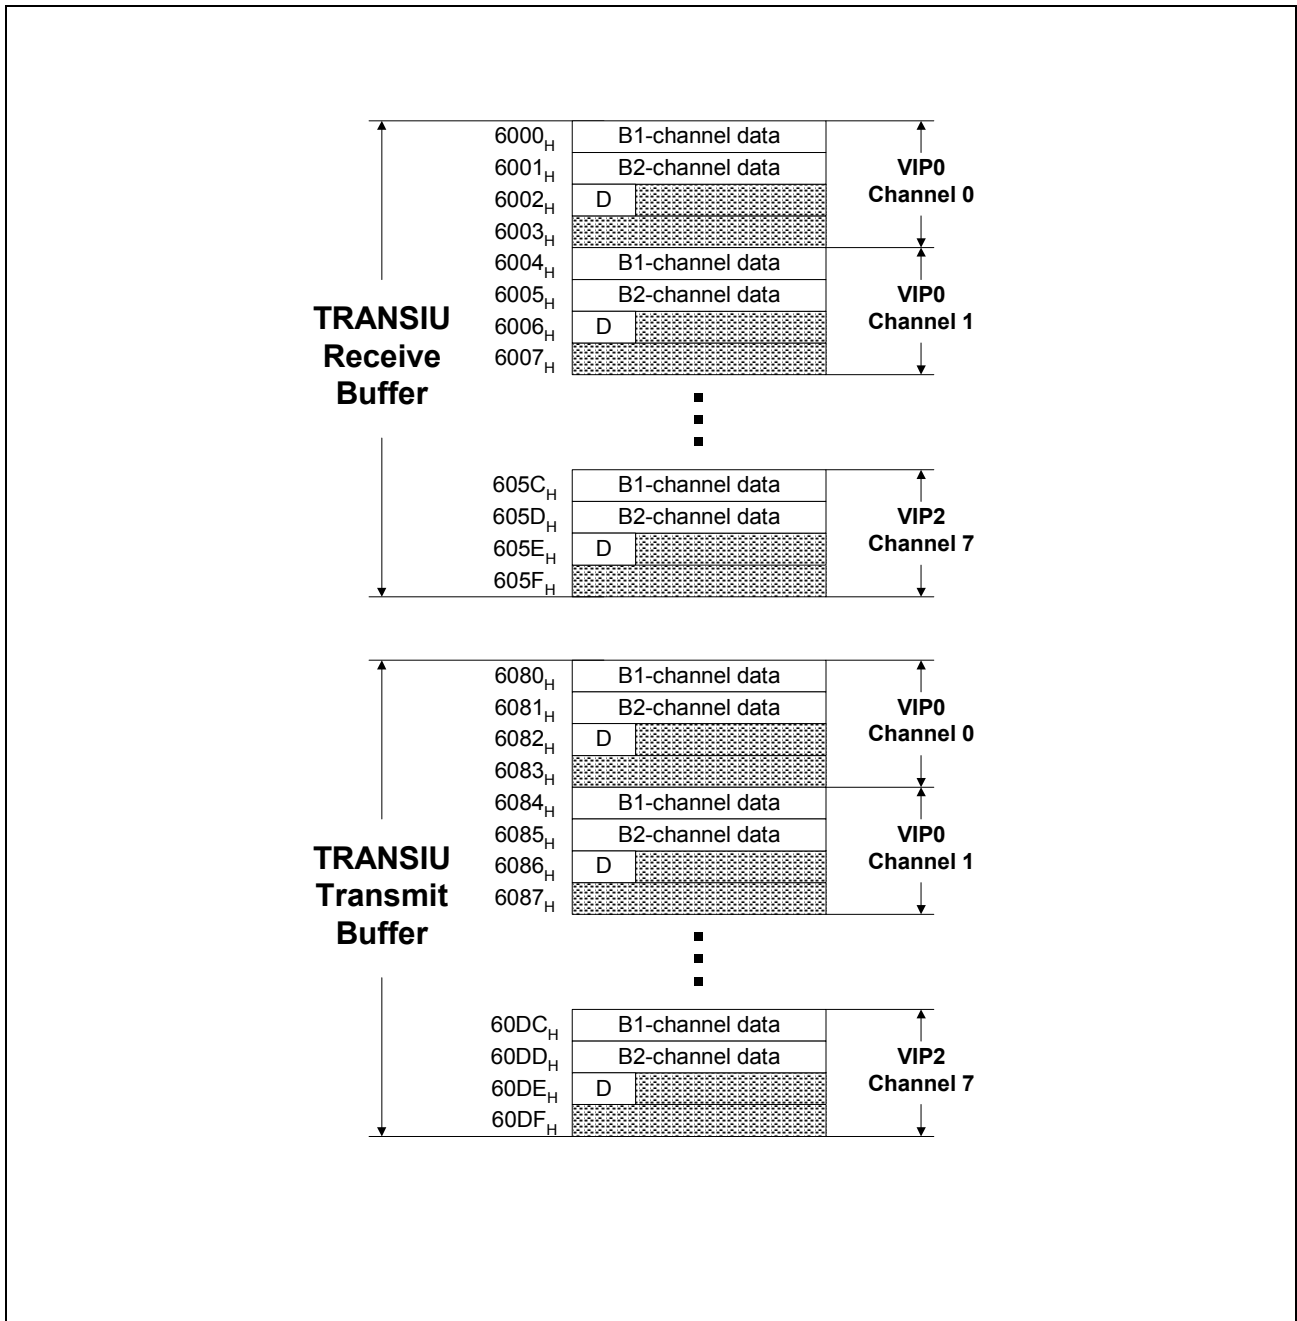 6000H B1-channel data
6001H B2-channel data
6002H D
6003H
VIP0
Channel 0
6004H B1-channel data
6005H B2-channel data
6006H D
6007H
VIP0
Channel 1
TRANSIU
Receive
Buffer
605CH B1-channel data
605DH B2-channel data
605EH D
605FH
VIP2
Channel 7
6080H B1-channel data
6081H B2-channel data
6082H D
6083H
VIP0
Channel 0
6084H B1-channel data
6085H B2-channel data
6086H D
6087H
VIP0
Channel 1
TRANSIU
Transmit
Buffer
60DCH B1-channel data
60DDH B2-channel data
60DEH D
60DFH
VIP2
Channel 7